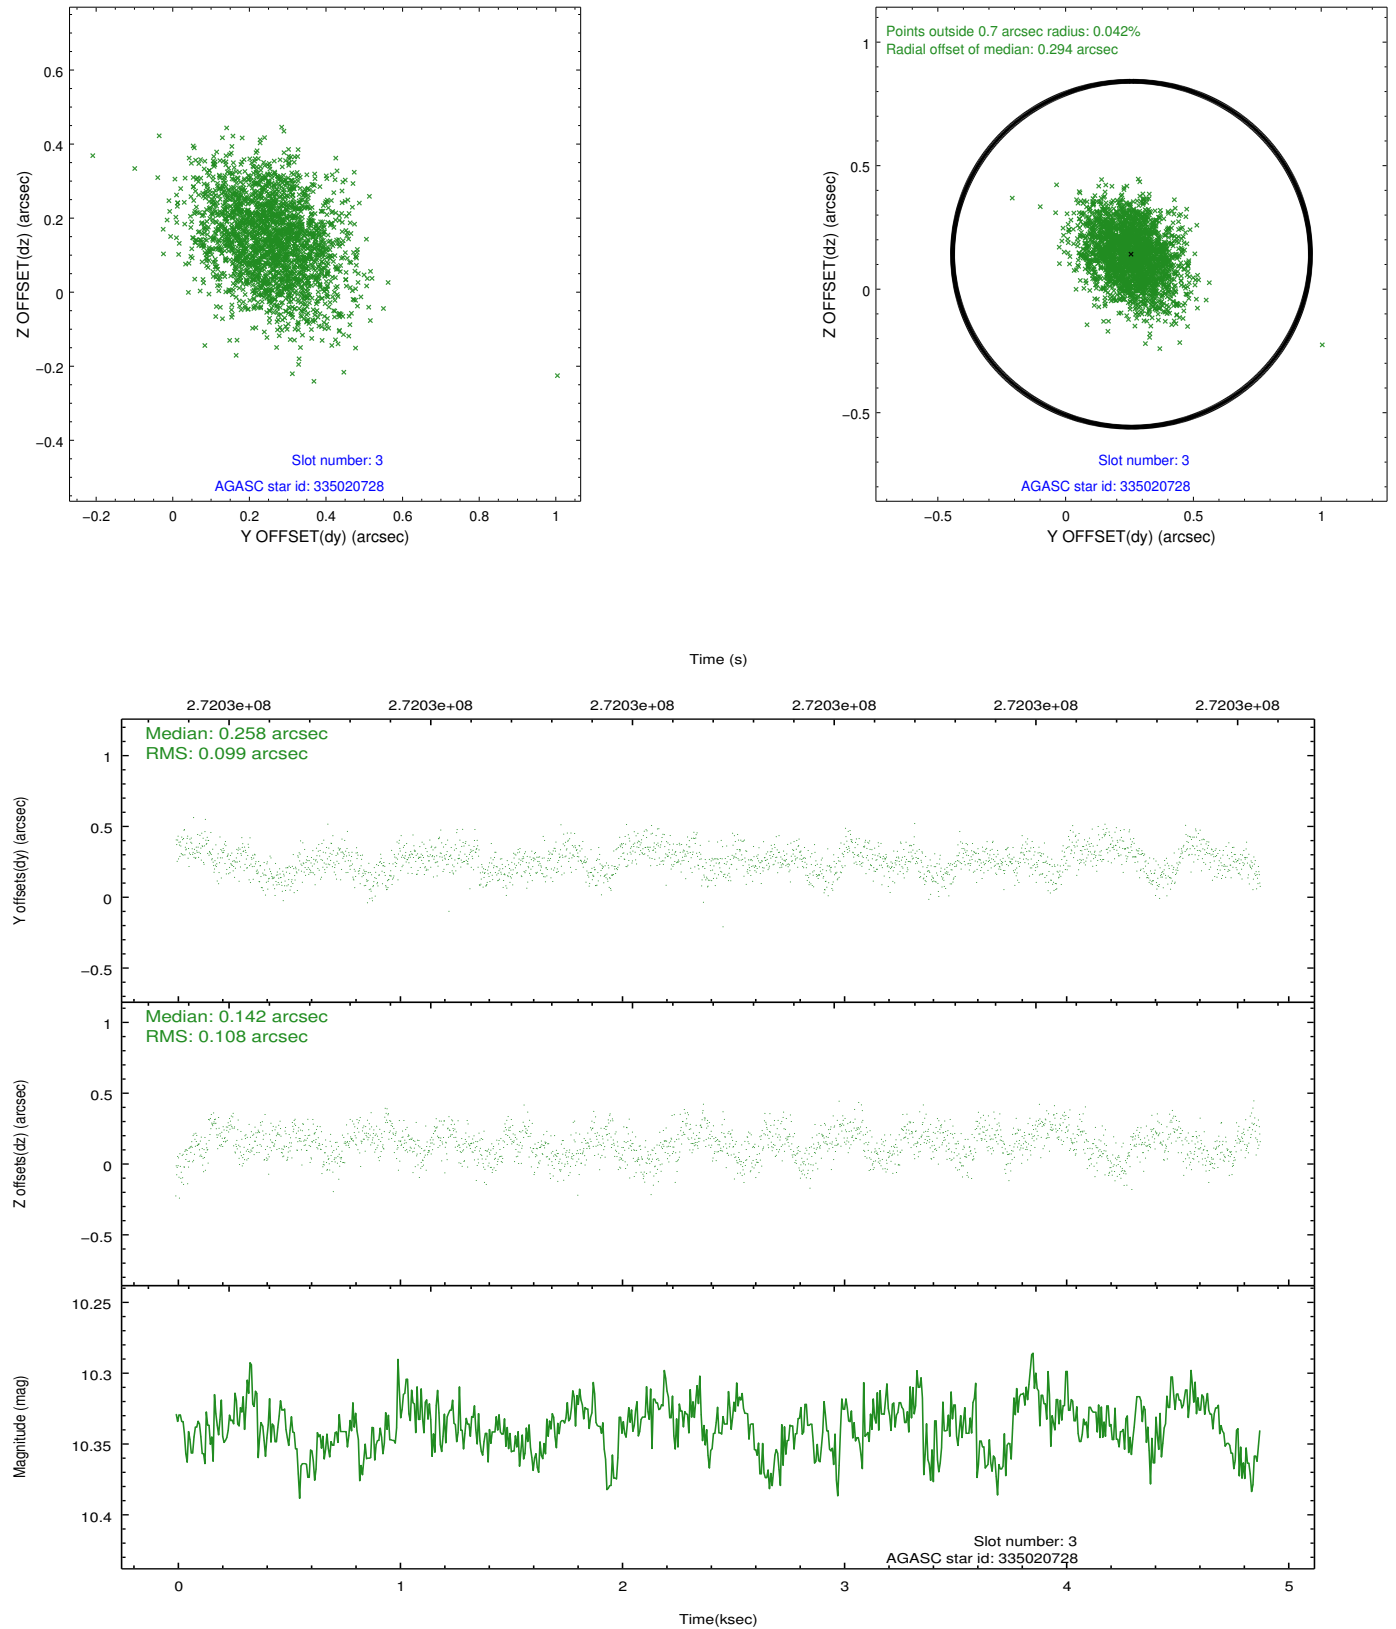 0.6
0.4
0.2
0
−0.2
−0.4
Z OFFSET(dz) (arcsec)
Slot number: 3
AGASC star id: 335020728
−0.2 0 0.2 0.4 0.6 0.8 1
Y OFFSET(dy) (arcsec)
Points outside 0.7 arcsec radius: 0.042%
Radial offset of median: 0.294 arcsec
1
0.5
0
−0.5
Z OFFSET(dz) (arcsec)
Slot number: 3
AGASC star id: 335020728
−0.5 0 0.5 1
Y OFFSET(dy) (arcsec)
Time (s)
2.7203e+08 2.7203e+08 2.7203e+08 2.7203e+08 2.7203e+08 2.7203e+08
Median: 0.258 arcsec
RMS: 0.099 arcsec
1
0.5
0
−0.5
Y offsets(dy) (arcsec)
Median: 0.142 arcsec
RMS: 0.108 arcsec
1
0.5
0
−0.5
Z offsets(dz) (arcsec)
10.25
10.3
10.35
10.4
Magnitude (mag)
Slot number: 3
AGASC star id: 335020728
0 1 2 3 4 5
Time(ksec)